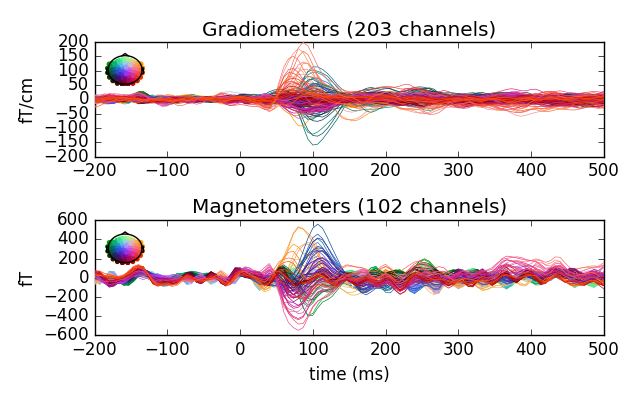 Gradiometers (203 channels)
200
150
100
50
0
−50
−100
−150
−200
fT/cm
−200 −100 0 100 200 300 400 500
Magnetometers (102 channels)
600
400
200
0
−200
−400
−600
fT
−200 −100 0 100 200 300 400 500
time (ms)